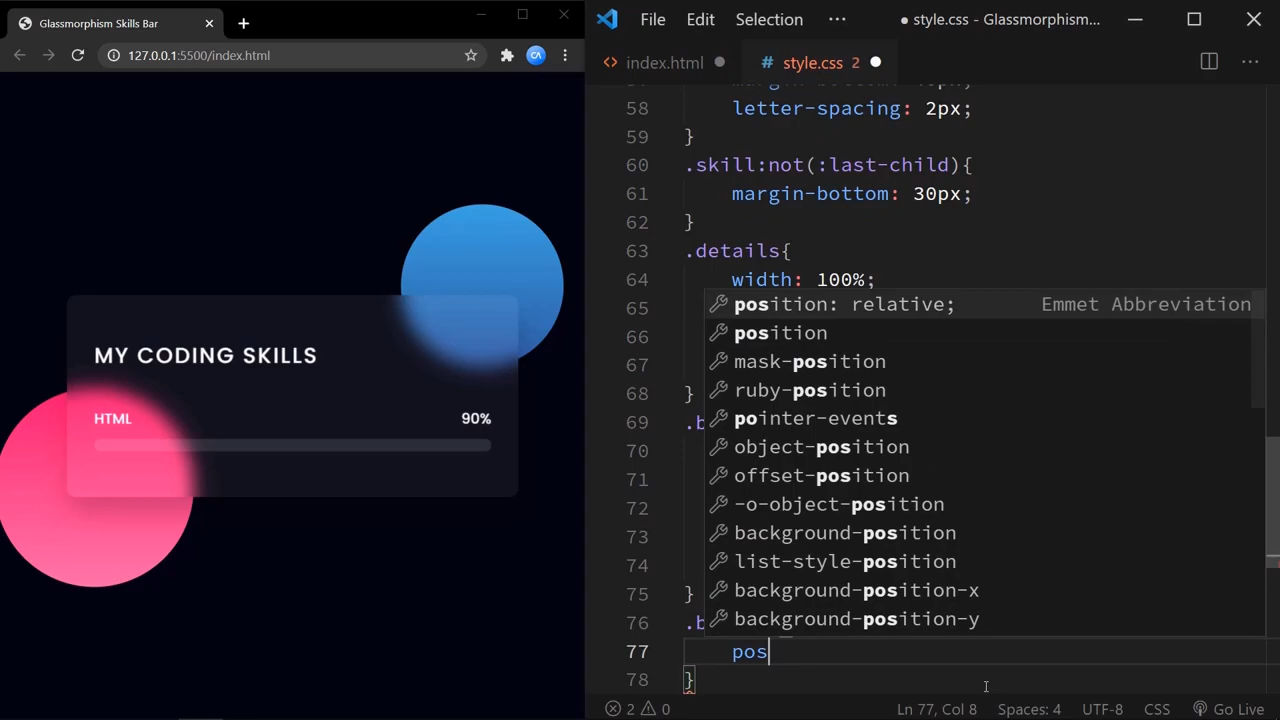 Glassmorphism Skills Bar
127.0.0.1:5500/index.html
MY CODING SKILLS
HTML 90%
File Edit Selection ··· ● style.css - Glassmorphism...
index.html style.css 2
58 letter-spacing: 2px;
59 }
60 .skill:not(:last-child){
61 margin-bottom: 30px;
62 }
63 .details{
64 width: 100%;
65
66
67
68 }
69 .b
70
71
72
73
74
75 }
76 .b
77 pos
78 }
position: relative; Emmet Abbreviation
position
mask-position
ruby-position
pointer-events
object-position
offset-position
-o-object-position
background-position
list-style-position
background-position-x
background-position-y
2 0 Ln 77, Col 8 Spaces: 4 UTF-8 CSS Go Live